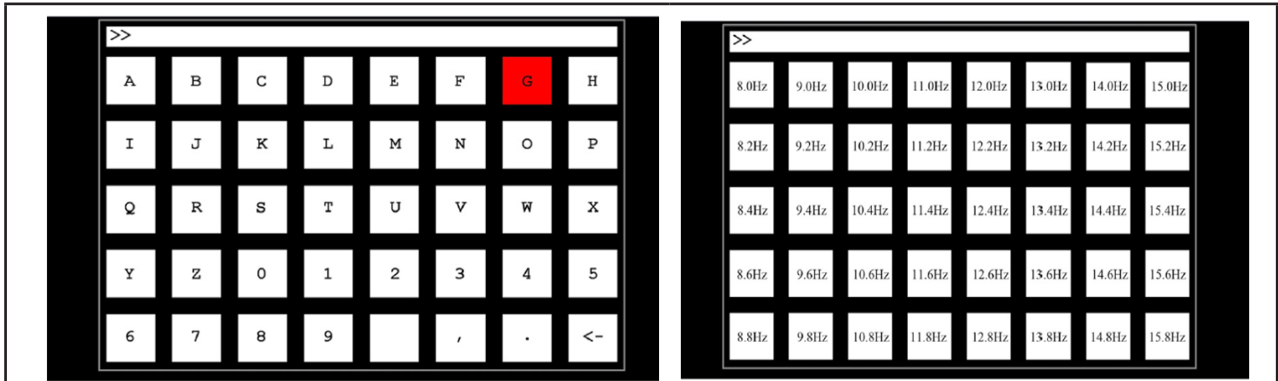 >>
A B C D E F G H
I J K L M N O P
Q R S T U V W X
Y Z 0 1 2 3 4 5
6 7 8 9 , . <-
>>
8.0Hz 9.0Hz 10.0Hz 11.0Hz 12.0Hz 13.0Hz 14.0Hz 15.0Hz
8.2Hz 9.2Hz 10.2Hz 11.2Hz 12.2Hz 13.2Hz 14.2Hz 15.2Hz
8.4Hz 9.4Hz 10.4Hz 11.4Hz 12.4Hz 13.4Hz 14.4Hz 15.4Hz
8.6Hz 9.6Hz 10.6Hz 11.6Hz 12.6Hz 13.6Hz 14.6Hz 15.6Hz
8.8Hz 9.8Hz 10.8Hz 11.8Hz 12.8Hz 13.8Hz 14.8Hz 15.8Hz